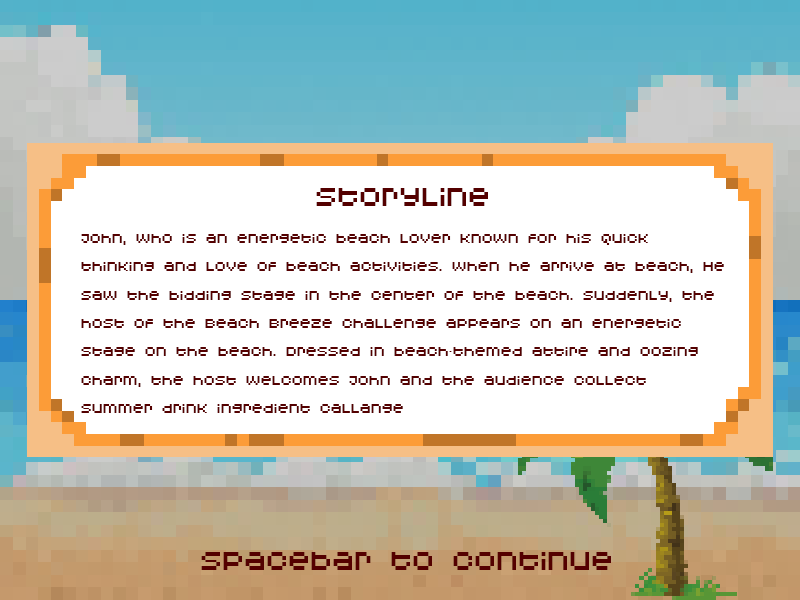 Storyline
John, who is an energetic beach lover known for his quick
thinking and love of beach activities. When he arrive at beach, He
saw the bidding stage in the center of the beach. Suddenly, the
host of the Beach Breeze Challenge appears on an energetic
stage on the beach. Dressed in beach-themed attire and oozing
charm, the host welcomes John and the audience collect
summer drink ingredient callange
spacebar to continue